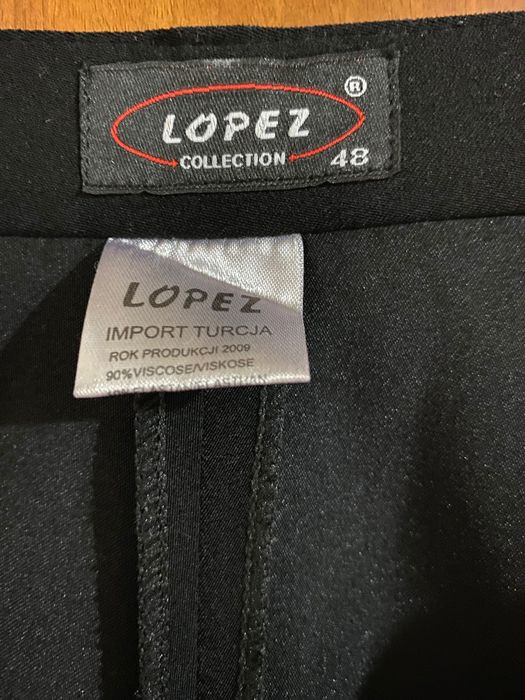 LOPEZ ®
COLLECTION 48
LOPEZ
IMPORT TURCJA
ROK PRODUKCJI 2009
90%VISCOSE/VISKOSE